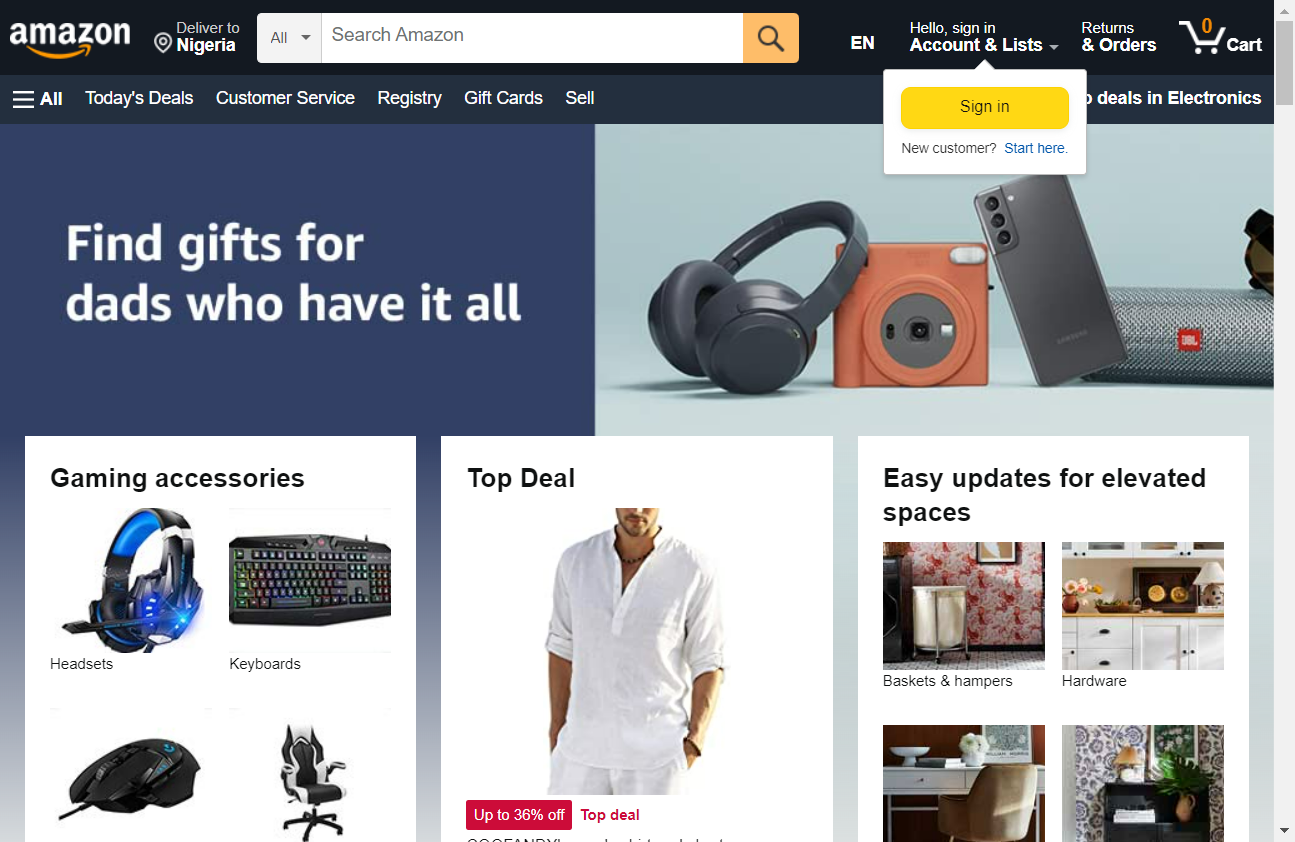 amazon
Deliver to
Nigeria
All
Search Amazon
EN
Hello, sign in
Account & Lists
Returns
& Orders
0
Cart
All
Today's Deals
Customer Service
Registry
Gift Cards
Sell
deals in Electronics
Sign in
New customer? Start here.
Find gifts for
dads who have it all
SAMSUNG
JBL
Gaming accessories
Headsets
Keyboards
Top Deal
Up to 36% off
Top deal
Easy updates for elevated
spaces
Baskets & hampers
Hardware